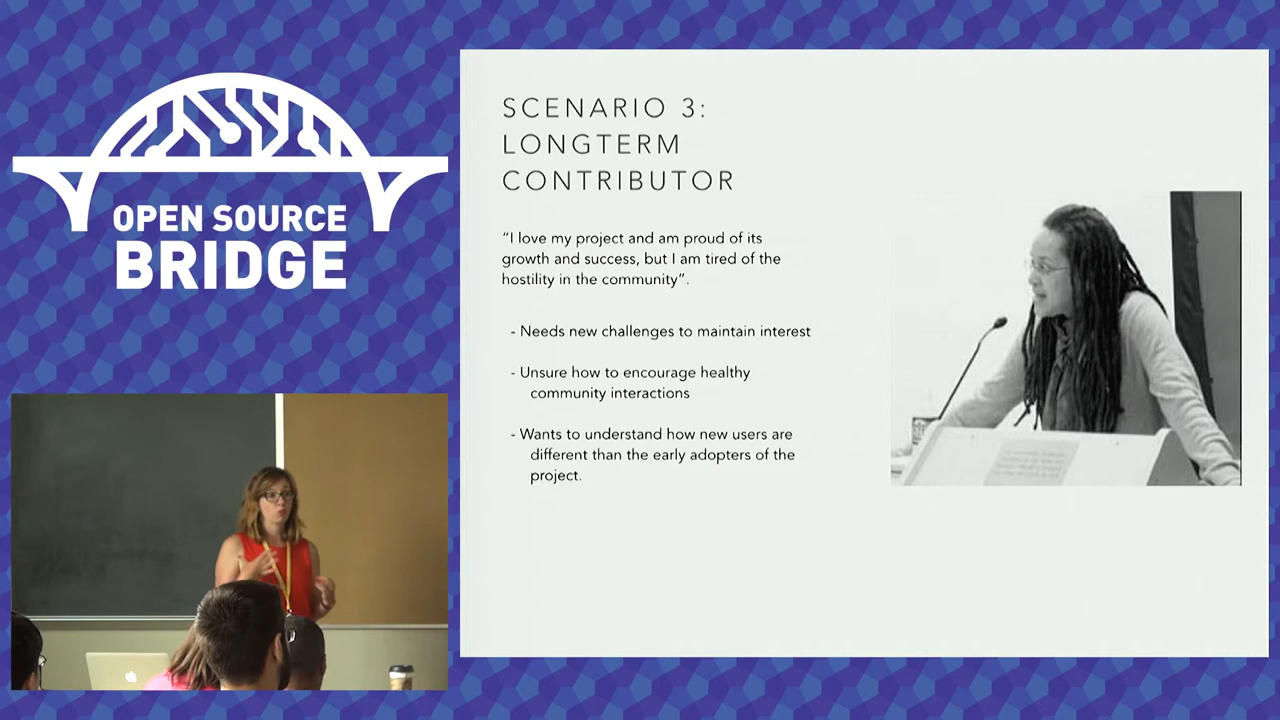 OPEN SOURCE
BRIDGE
SCENARIO 3:
LONGTERM
CONTRIBUTOR
“I love my project and am proud of its
growth and success, but I am tired of the
hostility in the community”.
- Needs new challenges to maintain interest
- Unsure how to encourage healthy
community interactions
- Wants to understand how new users are
different than the early adopters of the
project.